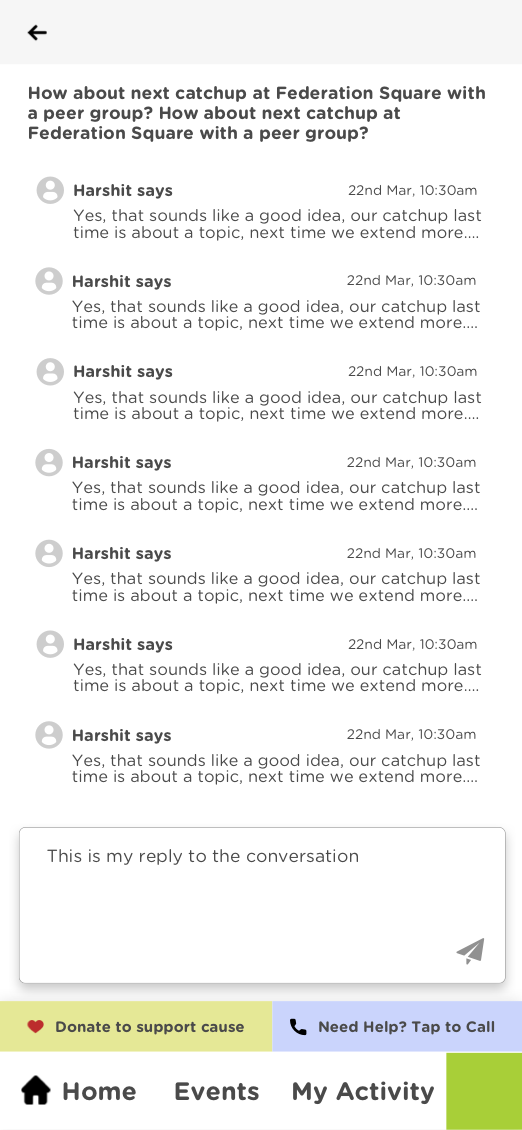 How about next catchup at Federation Square with
a peer group? How about next catchup at
Federation Square with a peer group?
Harshit says 22nd Mar, 10:30am
Yes, that sounds like a good idea, our catchup last
time is about a topic, next time we extend more....
Harshit says 22nd Mar, 10:30am
Yes, that sounds like a good idea, our catchup last
time is about a topic, next time we extend more....
Harshit says 22nd Mar, 10:30am
Yes, that sounds like a good idea, our catchup last
time is about a topic, next time we extend more....
Harshit says 22nd Mar, 10:30am
Yes, that sounds like a good idea, our catchup last
time is about a topic, next time we extend more....
Harshit says 22nd Mar, 10:30am
Yes, that sounds like a good idea, our catchup last
time is about a topic, next time we extend more....
Harshit says 22nd Mar, 10:30am
Yes, that sounds like a good idea, our catchup last
time is about a topic, next time we extend more....
Harshit says 22nd Mar, 10:30am
Yes, that sounds like a good idea, our catchup last
time is about a topic, next time we extend more....
This is my reply to the conversation
Donate to support cause Need Help? Tap to Call
Home Events My Activity